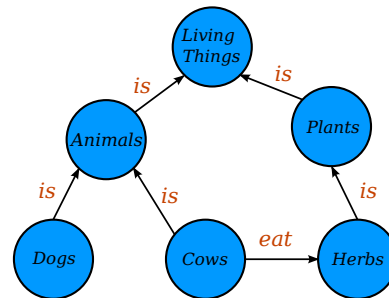 Living
Things
is
is
Animals
Plants
is
is
is
eat
Dogs
Cows
Herbs